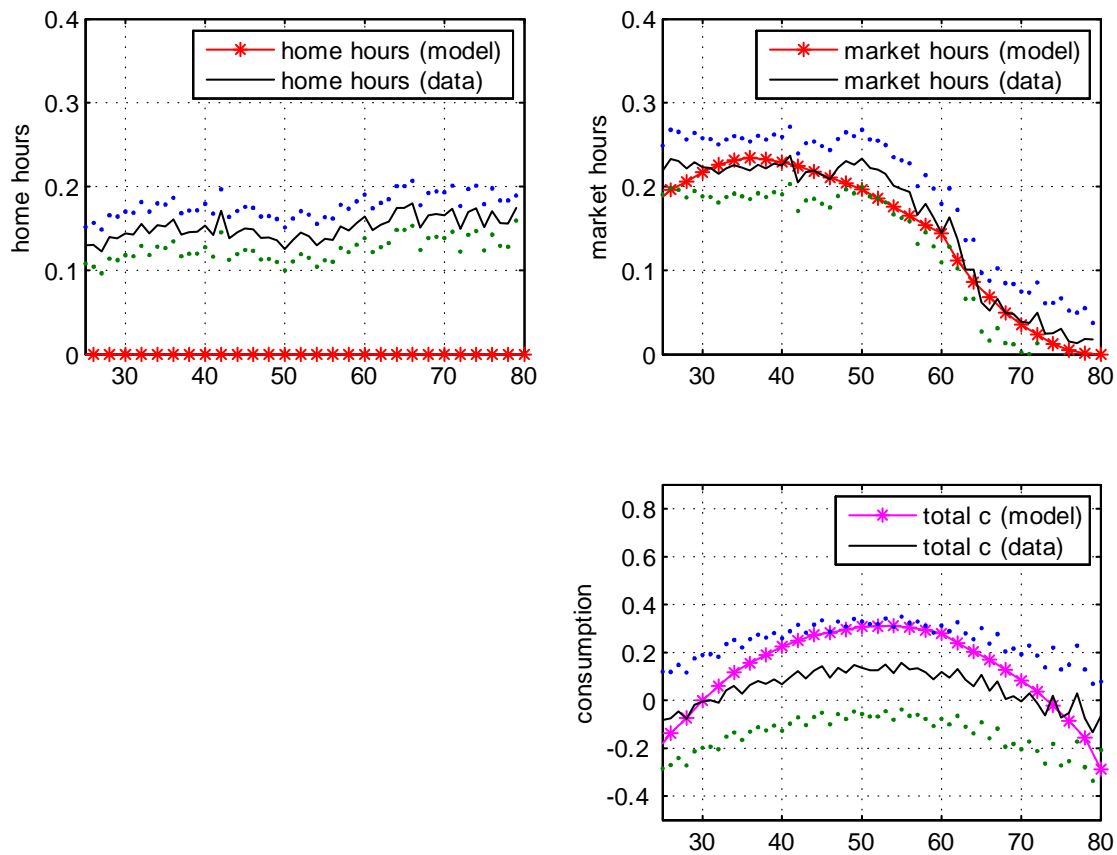 0.4
0.3
0.2
0.1
0
home hours
home hours (model)
home hours (data)
30 40 50 60 70 80
0.4
0.3
0.2
0.1
0
market hours
market hours (model)
market hours (data)
30 40 50 60 70 80
0.8
0.6
0.4
0.2
0
-0.2
-0.4
consumption
total c (model)
total c (data)
30 40 50 60 70 80